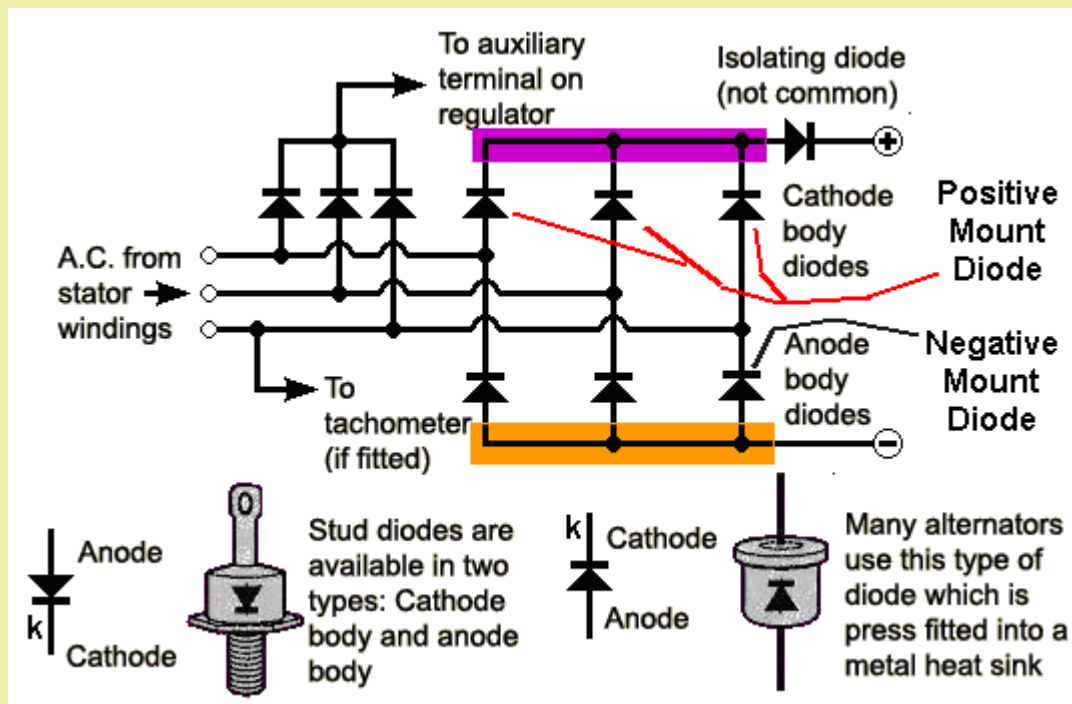 To auxiliary
terminal on
regulator
Isolating diode
(not common)
+
Cathode
body
diodes
Positive
Mount
Diode
A.C. from
stator
windings
To
tachometer
(if fitted)
Anode
body
diodes
Negative
Mount
Diode
−
Anode
k
Cathode
Stud diodes are
available in two
types: Cathode
body and anode
body
k
Cathode
Anode
Many alternators
use this type of
diode which is
press fitted into a
metal heat sink